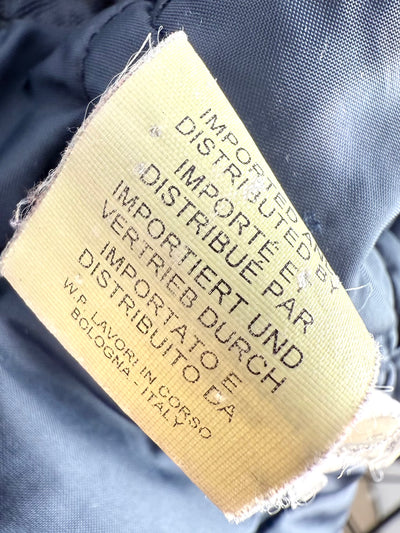 IMPORTED AND
DISTRIBUTED BY
IMPORTÉ ET
DISTRIBUÉ PAR
IMPORTIERT UND
VERTRIEB DURCH
IMPORTATO E
DISTRIBUITO DA
W.P. LAVORI IN CORSO
BOLOGNA - ITALY